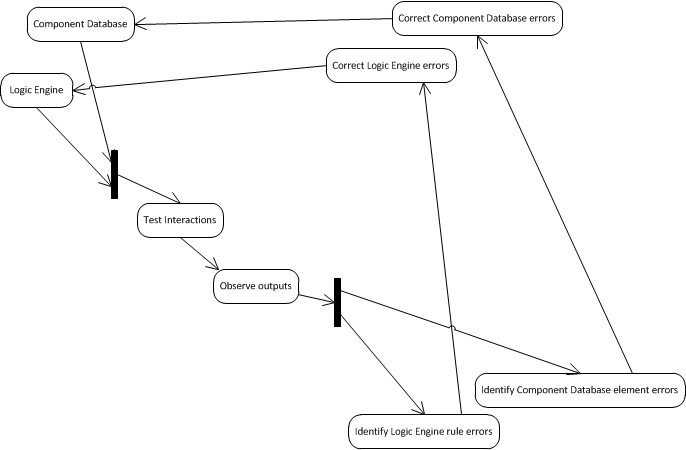 Component Database
Correct Component Database errors
Correct Logic Engine errors
Logic Engine
Test Interactions
Observe outputs
Identify Component Database element errors
Identify Logic Engine rule errors